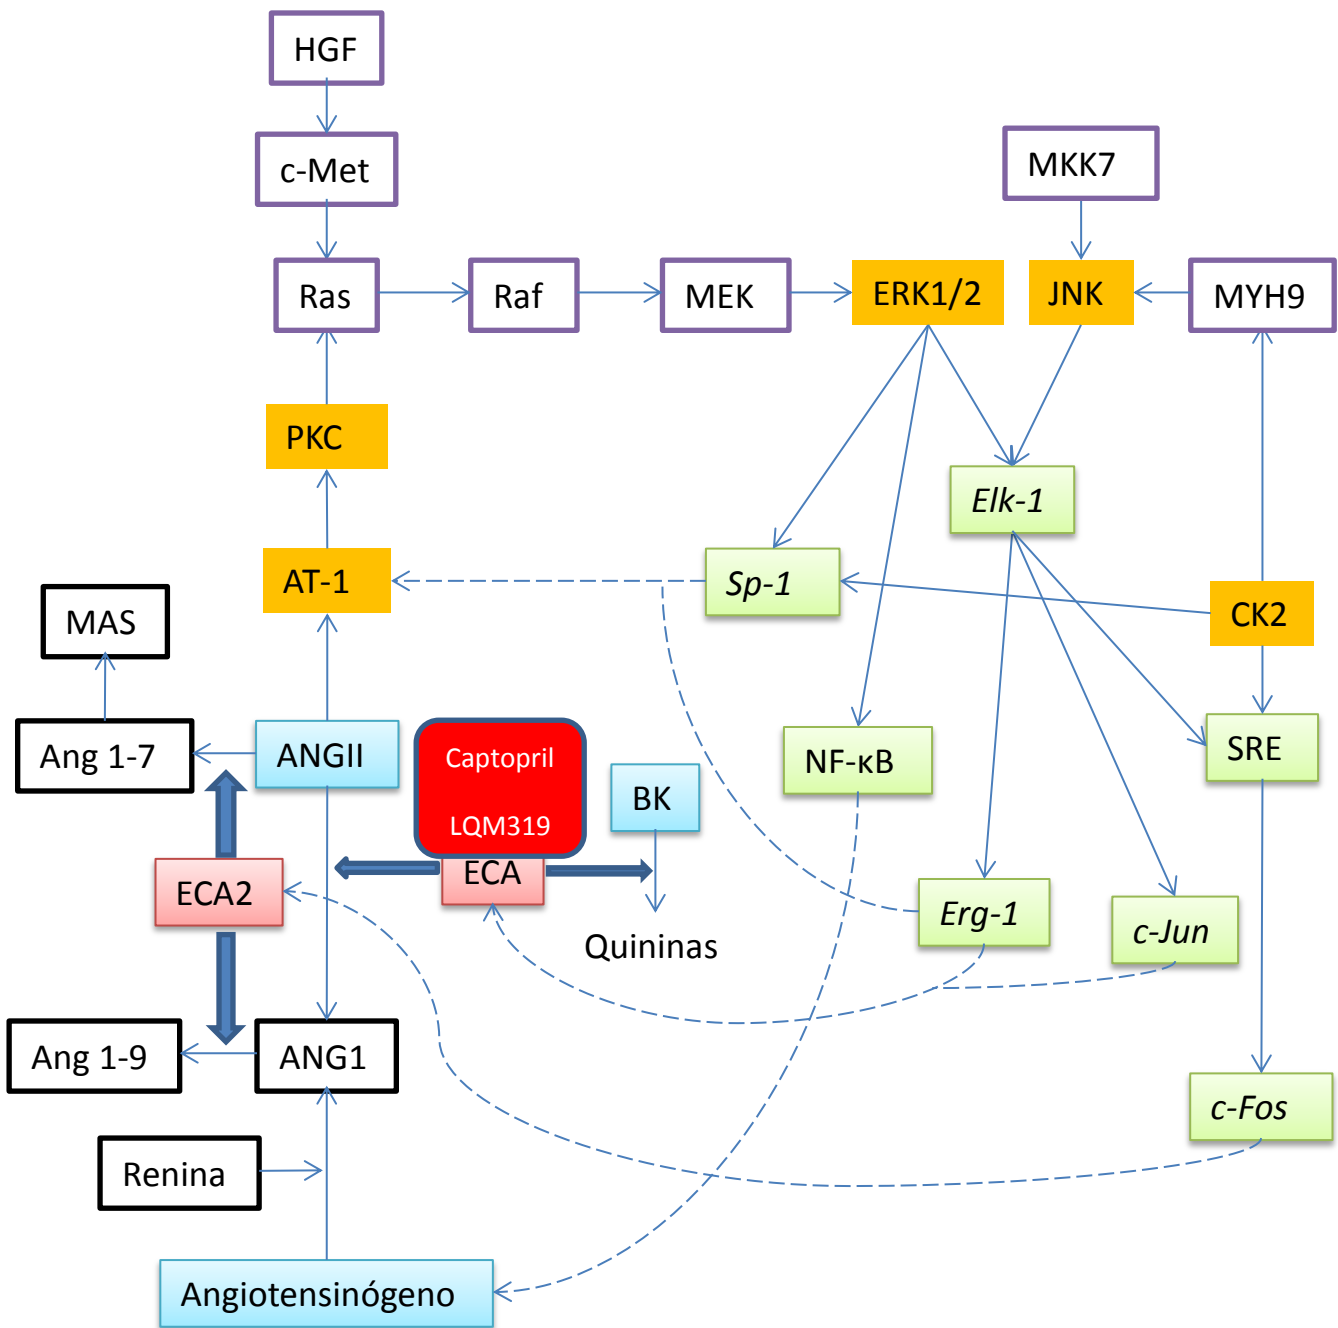 HGF
c-Met
MKK7
Ras
Raf
MEK
ERK1/2
JNK
MYH9
PKC
Elk-1
AT-1
Sp-1
CK2
MAS
Ang 1-7
ANGII
Captopril
LQM319
BK
NF-κB
SRE
ECA2
ECA
Erg-1
c-Jun
Quininas
Ang 1-9
ANG1
c-Fos
Renina
Angiotensinógeno